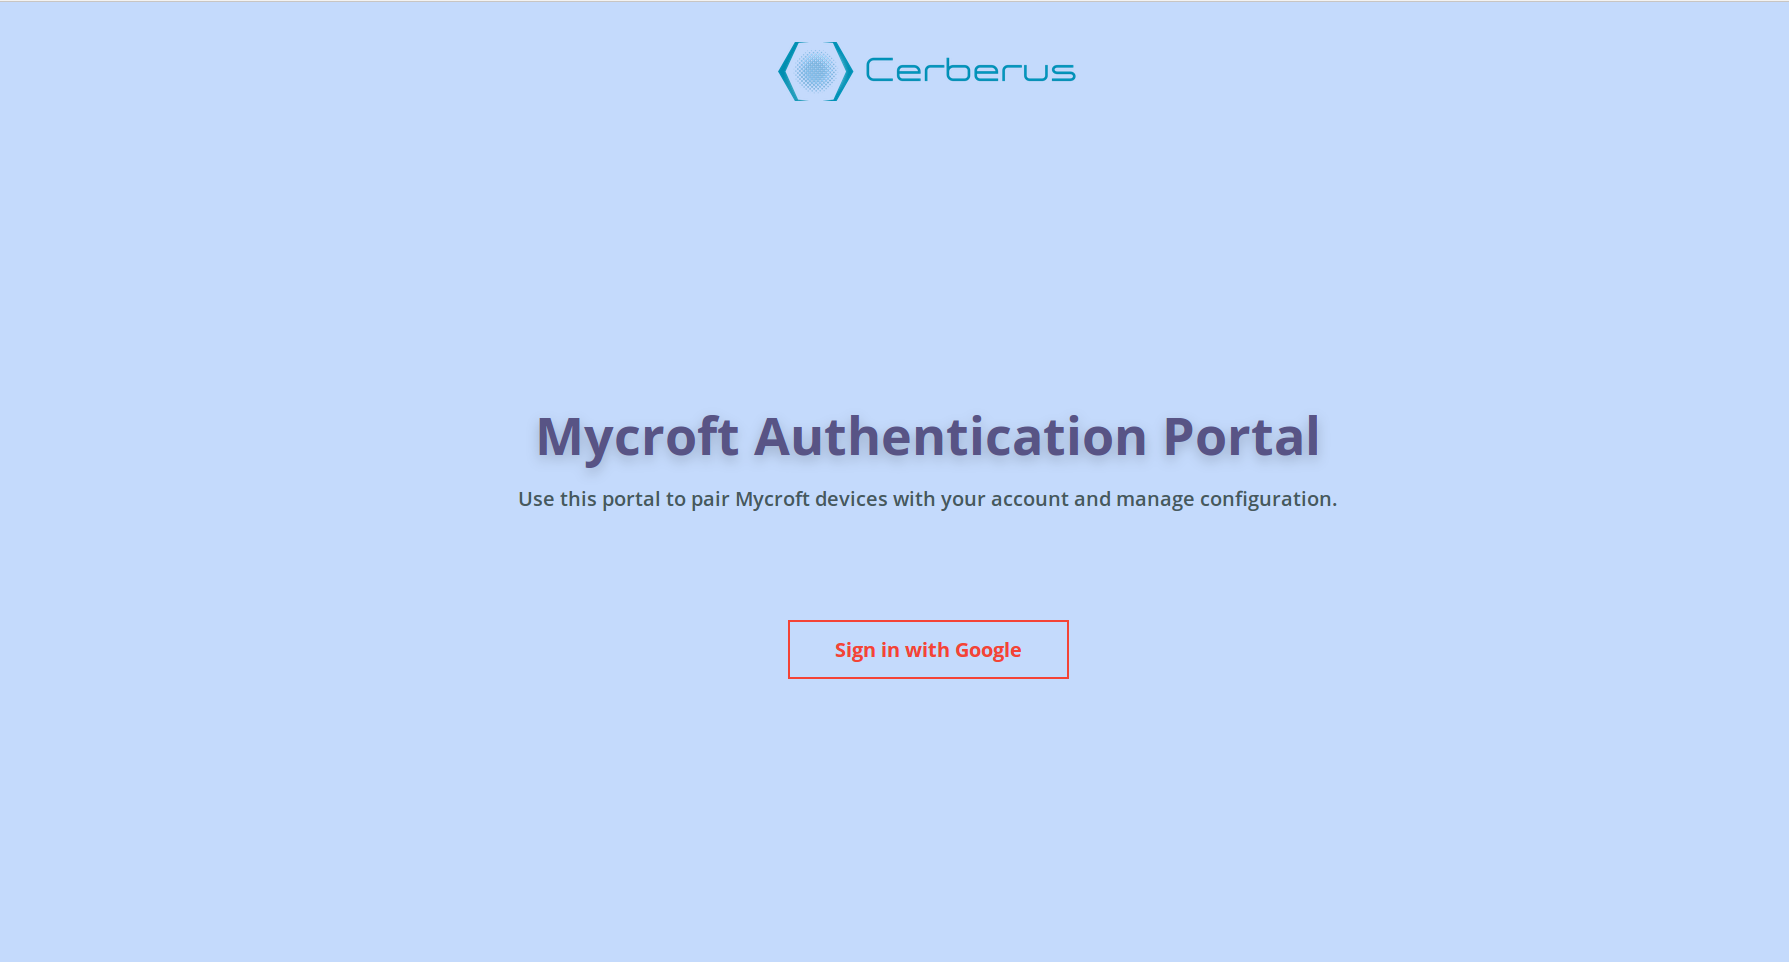 Cerberus
Mycroft Authentication Portal
Use this portal to pair Mycroft devices with your account and manage configuration.
Sign in with Google